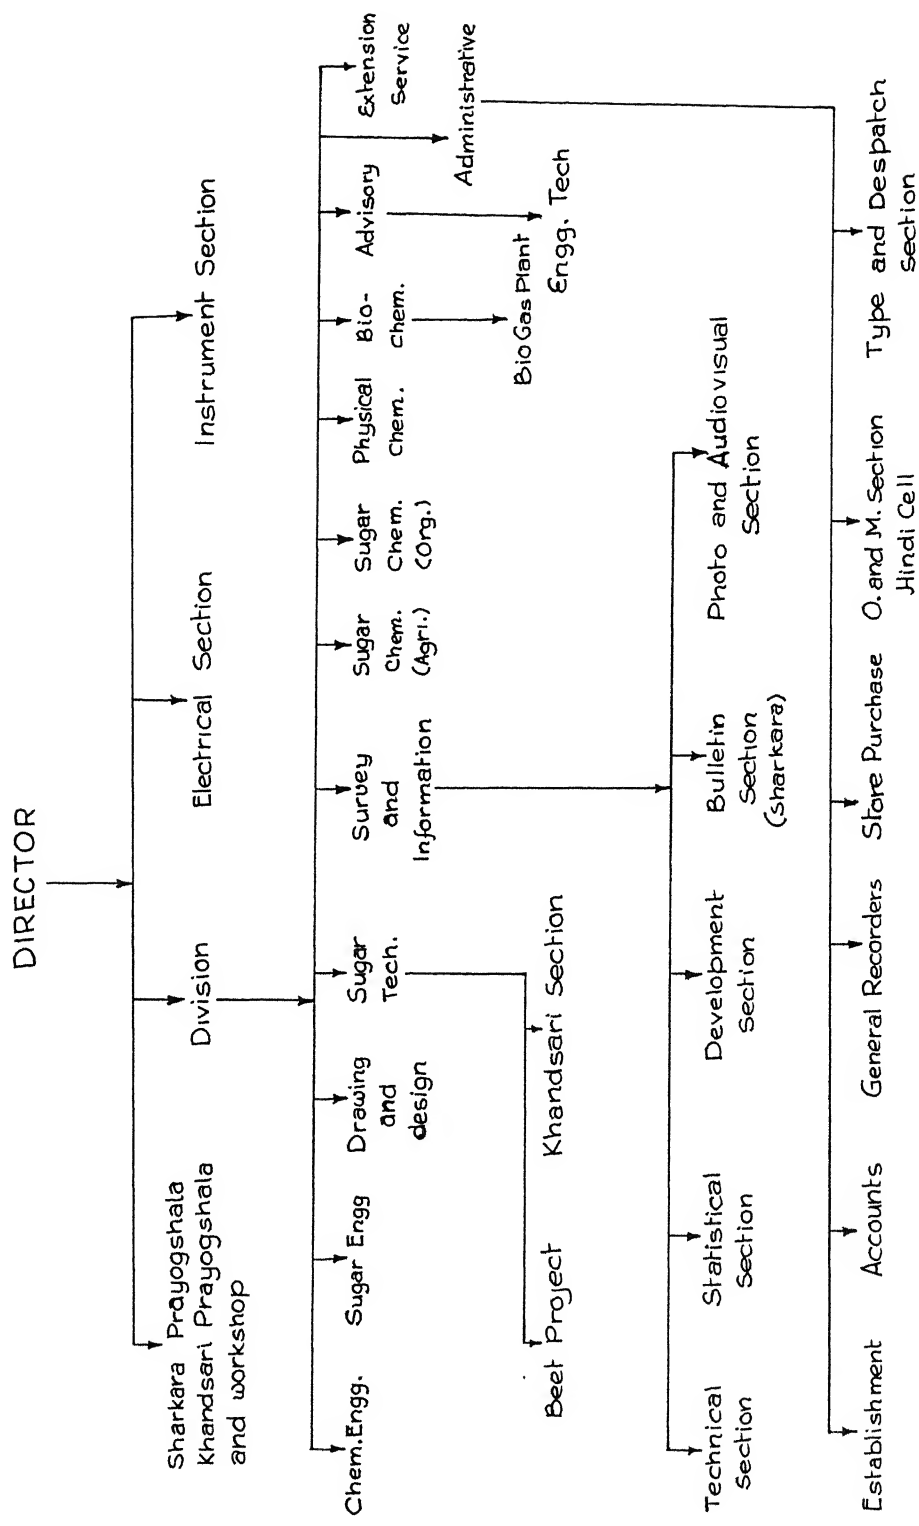 DIRECTOR
Sharkara Prayogshala
Khandsari Prayogshala
and workshop
Division
Electrical Section
Instrument Section
Chem.Engg.
Sugar Engg
Drawing
and
design
Sugar
Tech.
Survey
and
Information
Sugar
Chem.
(Agri.)
Sugar
Chem.
(Org.)
Physical
Chem.
Bio-
Chem.
Advisory
Administrative
Extension
Service
Beet Project
Khandsari Section
Bio Gas Plant
Engg. Tech
Technical
Section
Statistical
Section
Development
Section
Bulletin
Section
(Sharkara)
Photo and Audiovisual
Section
Establishment
Accounts
General Recorders
Store Purchase
O. and M. Section
Hindi Cell
Type and Despatch
Section